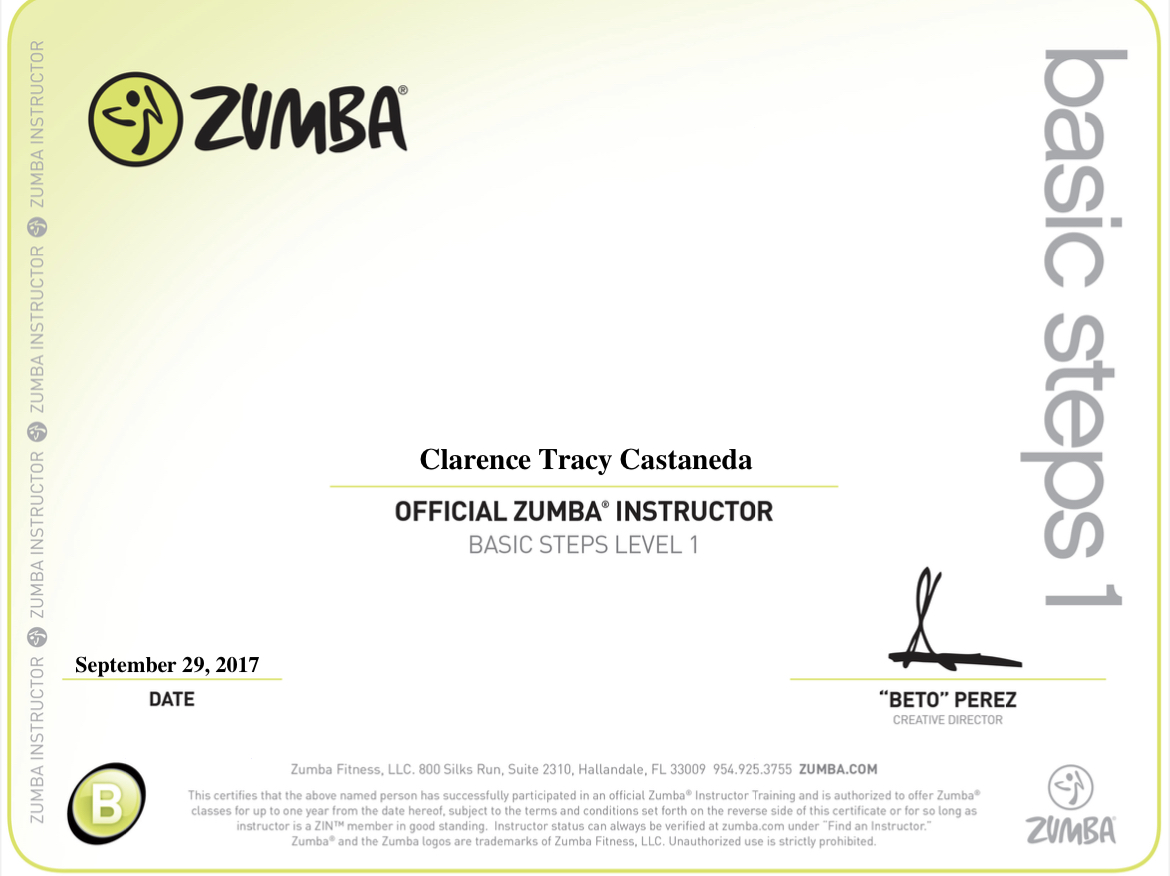 ZUMBA INSTRUCTOR ZUMBA INSTRUCTOR ZUMBA INSTRUCTOR ZUMBA INSTRUCTOR
ZUMBA®
basic steps 1
Clarence Tracy Castaneda
OFFICIAL ZUMBA® INSTRUCTOR
BASIC STEPS LEVEL 1
September 29, 2017
DATE
“BETO” PEREZ
CREATIVE DIRECTOR
B
Zumba Fitness, LLC. 800 Silks Run, Suite 2310, Hallandale, FL 33009 954.925.3755 ZUMBA.COM
This certifies that the above named person has successfully participated in an official Zumba® Instructor Training and is authorized to offer Zumba®
classes for up to one year from the date hereof, subject to the terms and conditions set forth on the reverse side of this certificate or for so long as
instructor is a ZIN™ member in good standing. Instructor status can always be verified at zumba.com under “Find an Instructor.”
Zumba® and the Zumba logos are trademarks of Zumba Fitness, LLC. Unauthorized use is strictly prohibited.
ZUMBA®